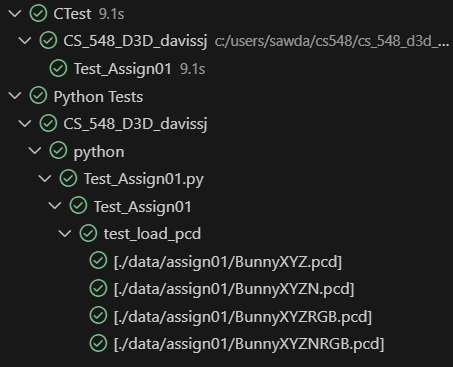 CTest 9.1s
CS_548_D3D_davissj c:/users/sawda/cs548/cs_548_d3d_...
Test_Assign01 9.1s
Python Tests
CS_548_D3D_davissj
python
Test_Assign01.py
Test_Assign01
test_load_pcd
[./data/assign01/BunnyXYZ.pcd]
[./data/assign01/BunnyXYZN.pcd]
[./data/assign01/BunnyXYZRGB.pcd]
[./data/assign01/BunnyXYZNRGB.pcd]